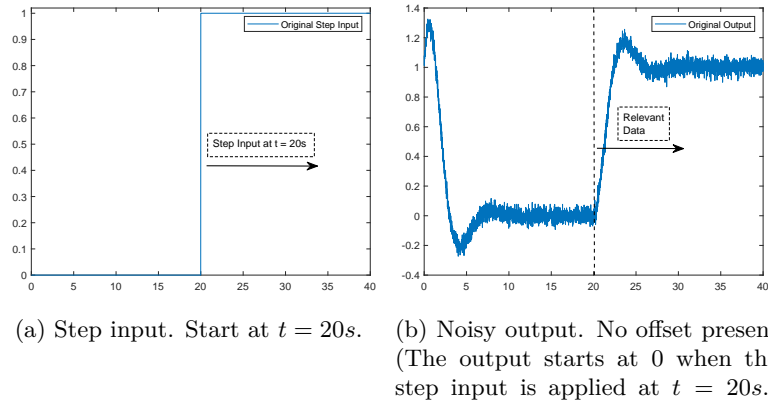 Original Step Input
1
0.9
0.8
0.7
0.6
0.5
0.4
0.3
0.2
0.1
0
Step Input at t = 20s
0 5 10 15 20 25 30 35 40
Original Output
1.4
1.2
1
0.8
0.6
0.4
0.2
0
-0.2
-0.4
Relevant
Data
0 5 10 15 20 25 30 35 40
(a) Step input. Start at t = 20s.
(b) Noisy output. No offset presen
(The output starts at 0 when th
step input is applied at t = 20s.